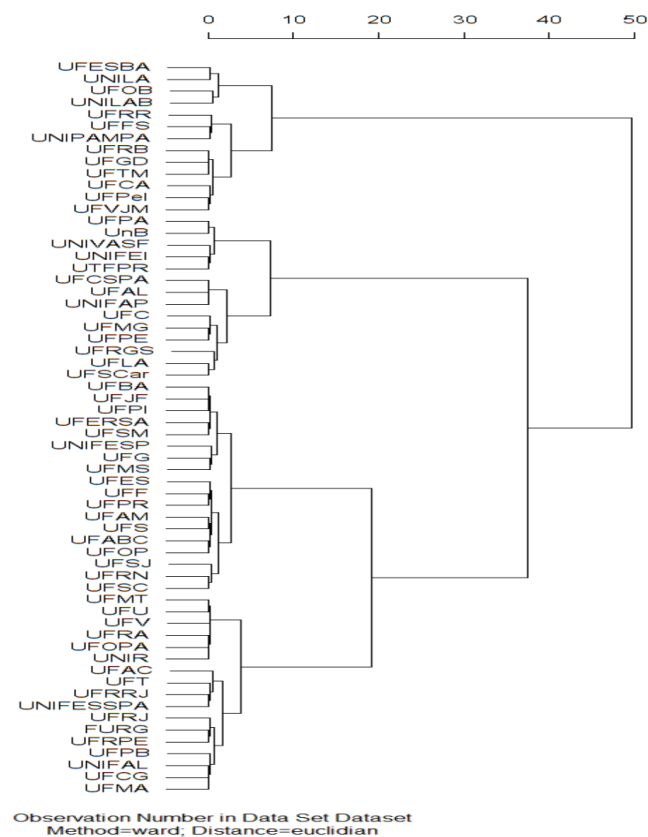 0 10 20 30 40 50
UFESBA
UNILA
UFOB
UNILAB
UFRR
UFFS
UNIPAMPA
UFRB
UFGD
UFTM
UFCA
UFPel
UFVJM
UFPA
UnB
UNIVASF
UNIFEI
UTFPR
UFCSPA
UFAL
UNIFAP
UFC
UFMG
UFPE
UFRGS
UFLA
UFSCar
UFBA
UFJF
UFPI
UFERSA
UFSM
UNIFESP
UFG
UFMS
UFES
UFF
UFPR
UFAM
UFS
UFABC
UFOP
UFSJ
UFRN
UFSC
UFMT
UFU
UFV
UFRA
UFOPA
UNIR
UFAC
UFT
UFRRJ
UNIFESSPA
UFRJ
FURG
UFRPE
UFPB
UNIFAL
UFCG
UFMA
Observation Number in Data Set Dataset
Method=ward; Distance=euclidian